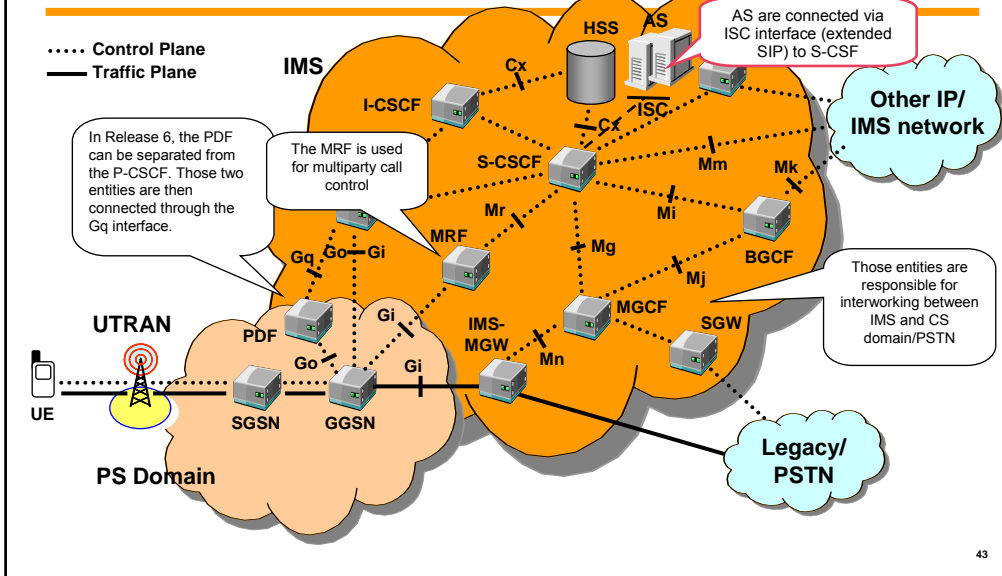 Control Plane
Traffic Plane
IMS
HSS
AS
AS are connected via
ISC interface (extended
SIP) to S-CSF
Cx
I-CSCF
ISC
Cx
Other IP/
IMS network
In Release 6, the PDF
can be separated from
the P-CSCF. Those two
entities are then
connected through the
Gq interface.
The MRF is used
for multiparty call
control
S-CSCF
Mm
Mk
Mr
Mi
MRF
Mg
BGCF
Gq
Go
Gi
Mj
Those entities are
responsible for
interworking between
IMS and CS
domain/PSTN
UTRAN
PDF
Gi
IMS-
MGW
MGCF
SGW
Go
Gi
Mn
UE
SGSN
GGSN
PS Domain
Legacy/
PSTN
43